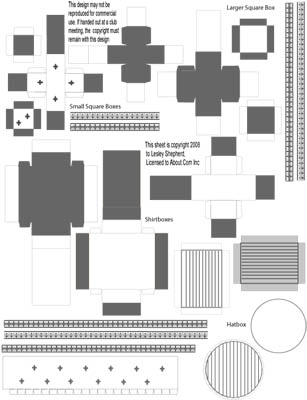 This design may not be
reproduced for commercial
use. If handed out at a club
meeting, the copyright must
remain with this design
Larger Square Box
Small Square Boxes
This sheet is copyright 2008
to Lesley Shepherd,
Licensed to About.Com Inc
Shirtboxes
Hatbox